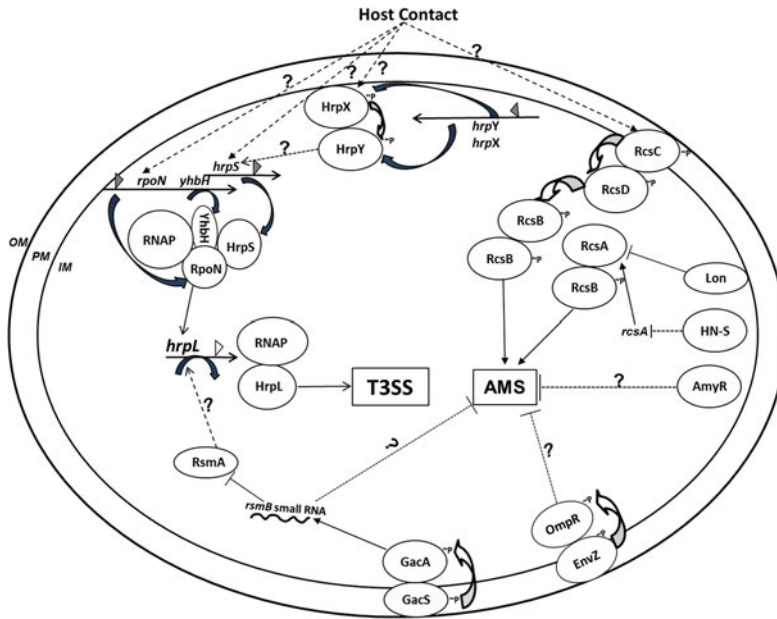 Host Contact
?
?
?
?
HrpX
~P
hrpY
hrpX
HrpY
~P
?
RcsC
~P
RcsD
~P
rpoN
yhbH
hrpS
RcsB
~P
RcsB
~P
OM
PM
IM
RNAP
YhbH
HrpS
RpoN
RcsA
RcsB
~P
Lon
rcsA
HN-S
hrpL
RNAP
HrpL
T3SS
AMS
?
AmyR
?
RsmA
?
?
rsmB small RNA
OmpR
~P
EnvZ
~P
GacA
~P
GacS
~P